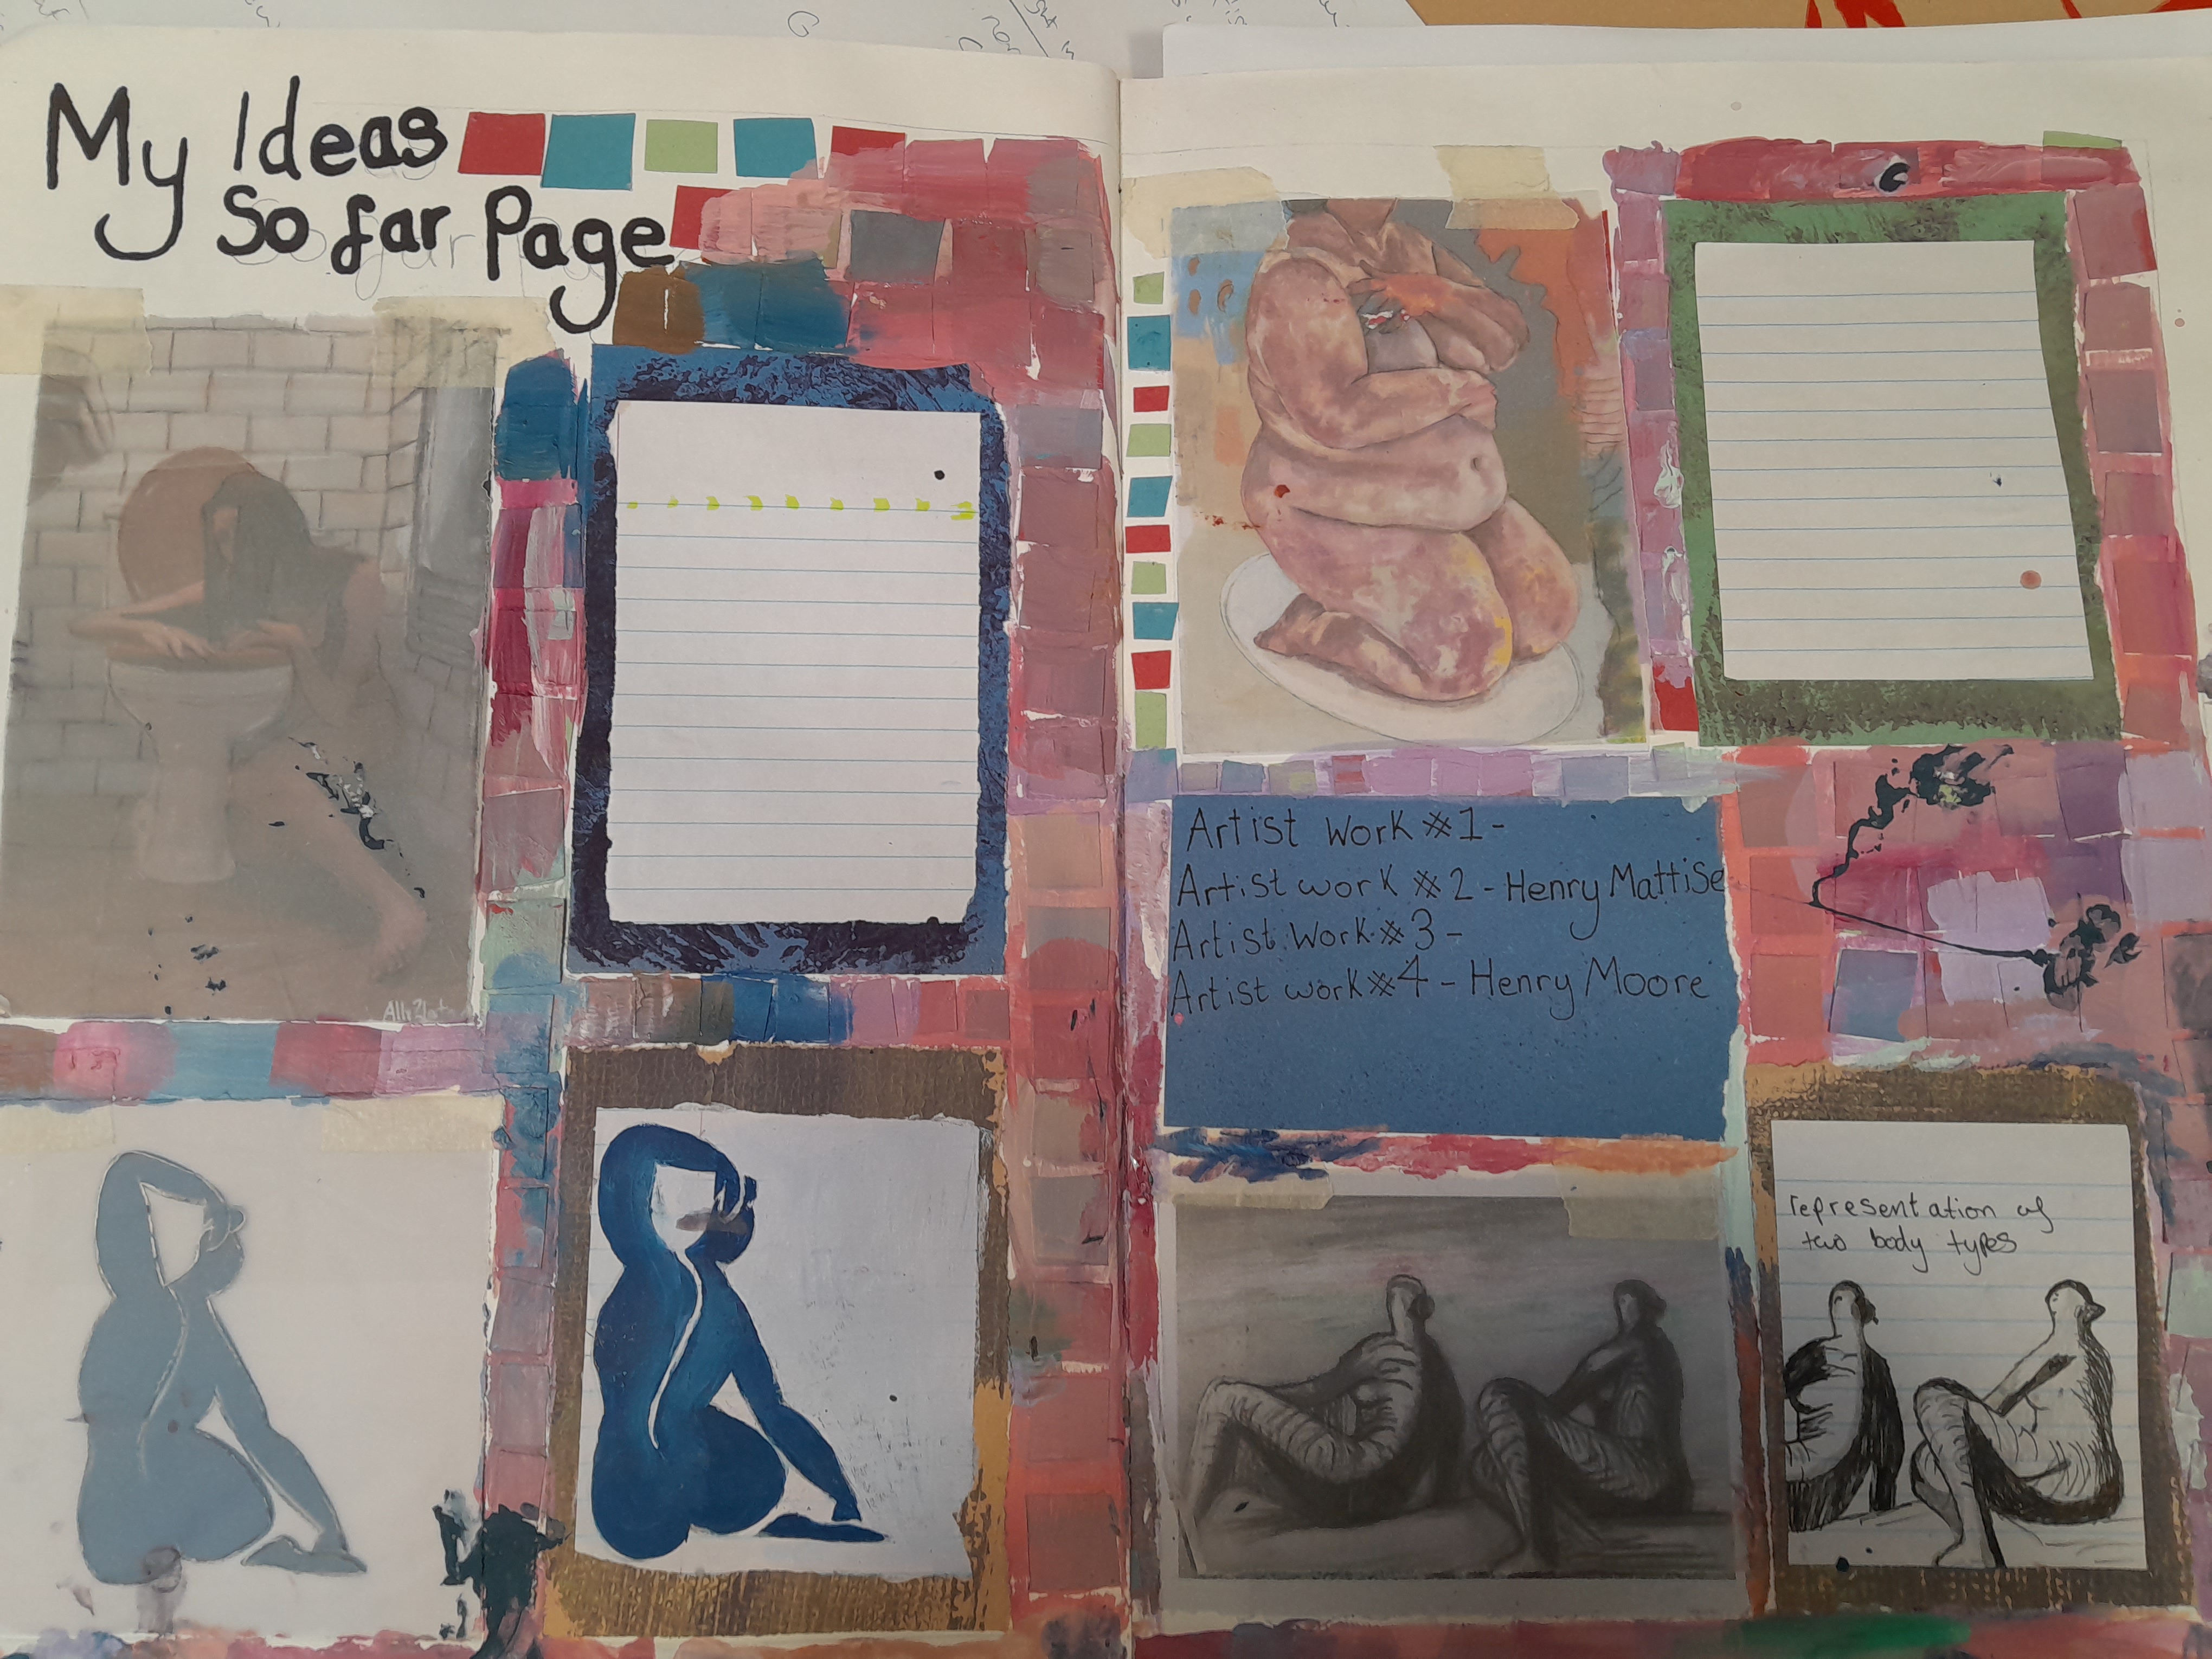 My Ideas
So far Page
Artist Work #1-
Artist work #2-Henry Mattise
Artist Work #3-
Artist work #4-Henry Moore
representation of
two body types